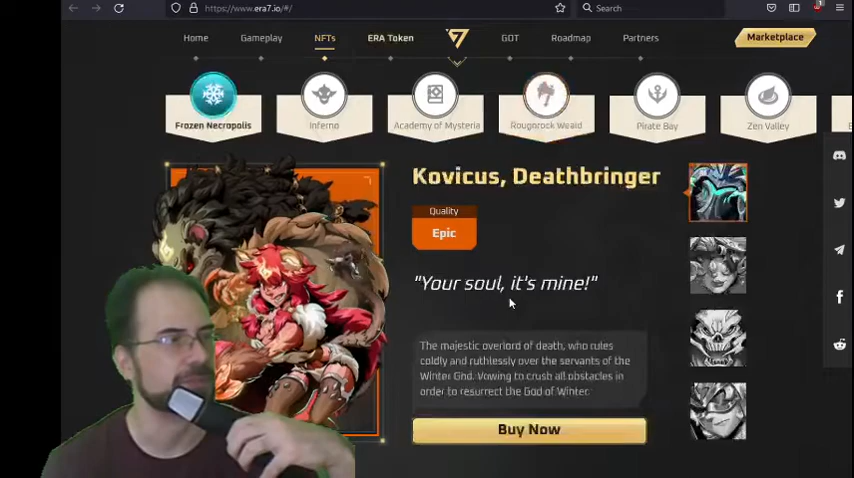 https://www.era7.io/#/
Search
1
Home
Gameplay
NFTs
ERA Token
GOT
Roadmap
Partners
Marketplace
Frozen Necropolis
Inferno
Academy of Mysteria
Roughrock Weald
Pirate Bay
Zen Valley
Kovicus, Deathbringer
Quality
Epic
"Your soul, it's mine!"
The majestic overlord of death, who rules
coldly and ruthlessly over the servants of the
Winter God. Vowing to crush all obstacles in
order to resurrect the God of Winter.
Buy Now